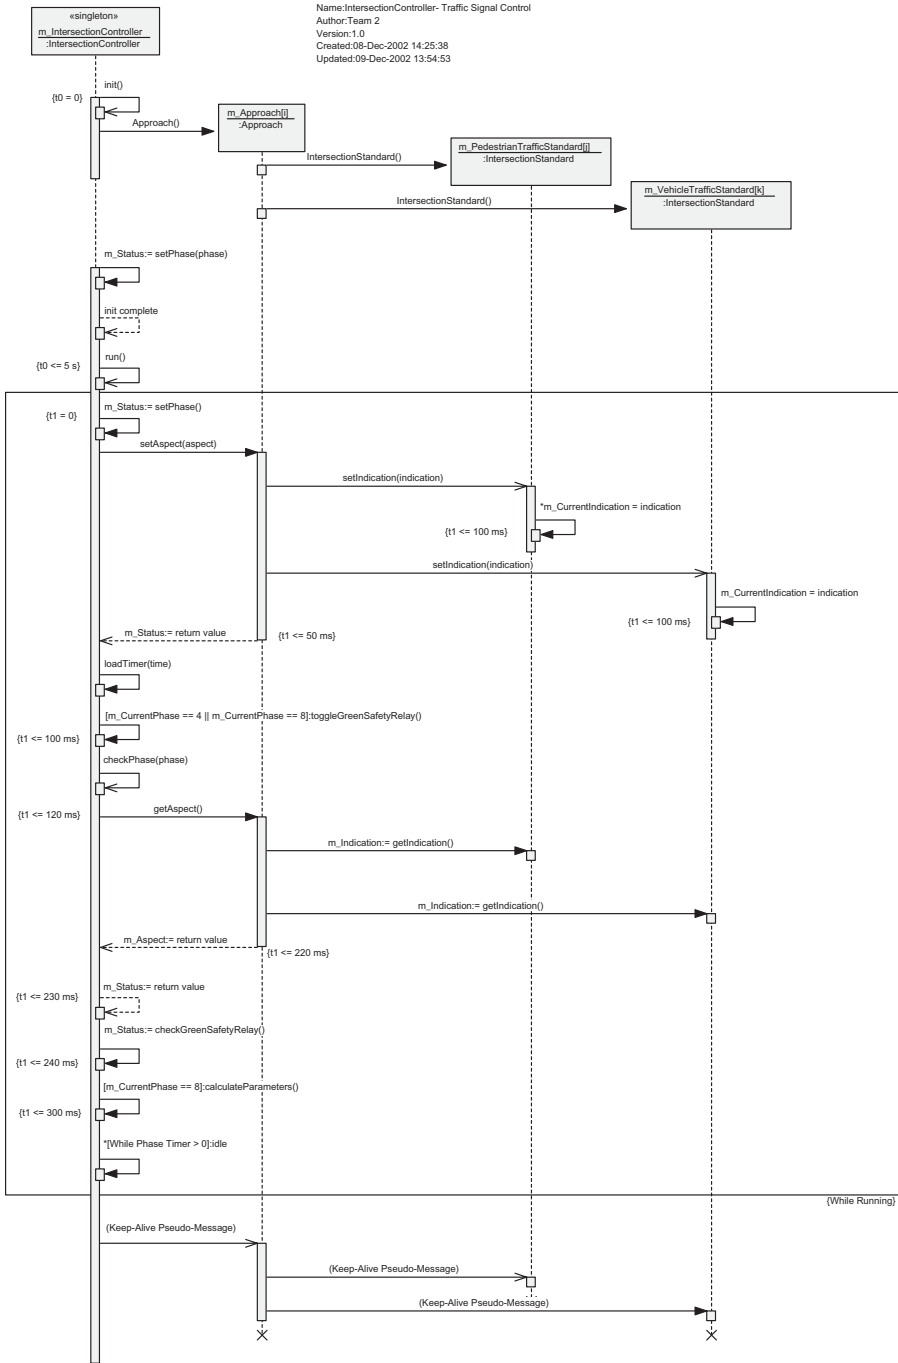 Name:IntersectionController- Traffic Signal Control
Author:Team 2
Version:1.0
Created:08-Dec-2002 14:25:38
Updated:09-Dec-2002 13:54:53
«singleton»
m_IntersectionController
:IntersectionController
init()
{t0 = 0}
m_Approach[i]
:Approach
Approach()
m_PedestrianTrafficStandard[j]
:IntersectionStandard
IntersectionStandard()
m_VehicleTrafficStandard[k]
:IntersectionStandard
IntersectionStandard()
m_Status:= setPhase(phase)
init complete
run()
{t0 <= 5 s}
m_Status:= setPhase()
{t1 = 0}
setAspect(aspect)
setIndication(indication)
*m_CurrentIndication = indication
{t1 <= 100 ms}
setIndication(indication)
m_CurrentIndication = indication
{t1 <= 100 ms}
m_Status:= return value
{t1 <= 50 ms}
loadTimer(time)
[m_CurrentPhase == 4 || m_CurrentPhase == 8]:toggleGreenSafetyRelay()
{t1 <= 100 ms}
checkPhase(phase)
{t1 <= 120 ms}
getAspect()
m_Indication:= getIndication()
m_Indication:= getIndication()
m_Aspect:= return value
{t1 <= 220 ms}
m_Status:= return value
{t1 <= 230 ms}
m_Status:= checkGreenSafetyRelay()
{t1 <= 240 ms}
[m_CurrentPhase == 8]:calculateParameters()
{t1 <= 300 ms}
*[While Phase Timer > 0]:idle
{While Running}
(Keep-Alive Pseudo-Message)
(Keep-Alive Pseudo-Message)
(Keep-Alive Pseudo-Message)